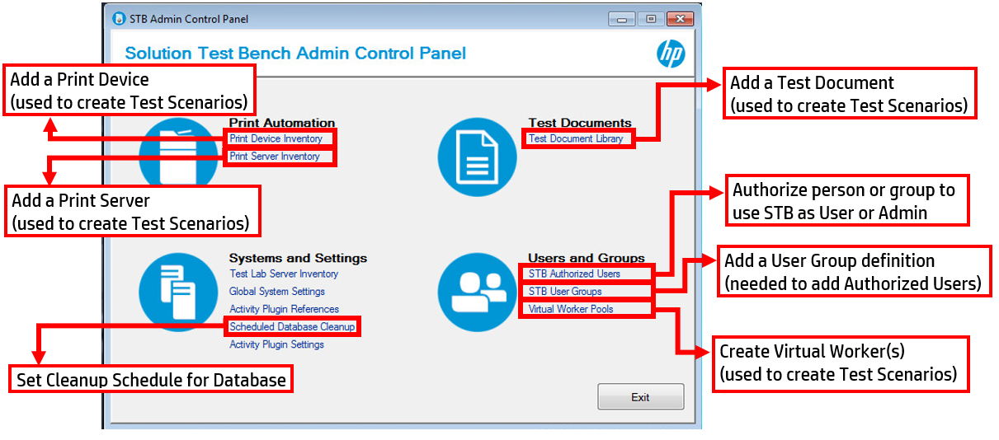 STB Admin Control Panel
Solution Test Bench Admin Control Panel
hp
Add a Print Device
(used to create Test Scenarios)
Add a Test Document
(used to create Test Scenarios)
Print Automation
Print Device Inventory
Print Server Inventory
Test Documents
Test Document Library
Add a Print Server
(used to create Test Scenarios)
Authorize person or group to
use STB as User or Admin
Systems and Settings
Test Lab Server Inventory
Global System Settings
Activity Plugin References
Scheduled Database Cleanup
Activity Plugin Settings
Users and Groups
STB Authorized Users
STB User Groups
Virtual Worker Pools
Add a User Group definition
(needed to add Authorized Users)
Set Cleanup Schedule for Database
Create Virtual Worker(s)
(used to create Test Scenarios)
Exit